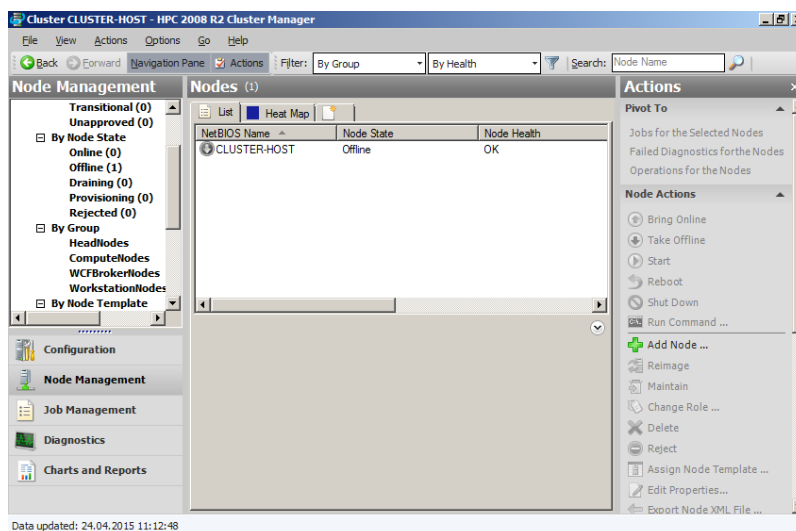 Cluster CLUSTER-HOST - HPC 2008 R2 Cluster Manager
File View Actions Options Go Help
Back Forward Navigation Pane Actions Filter: By Group By Health Search: Node Name
Node Management
Transitional (0)
Unapproved (0)
By Node State
Online (0)
Offline (1)
Draining (0)
Provisioning (0)
Rejected (0)
By Group
HeadNodes
ComputeNodes
WCFBrokerNodes
WorkstationNodes
By Node Template
Configuration
Node Management
Job Management
Diagnostics
Charts and Reports
Nodes (1)
List Heat Map
NetBIOS Name Node State Node Health
CLUSTER-HOST Offline OK
Actions
Pivot To
Jobs for the Selected Nodes
Failed Diagnostics for the Nodes
Operations for the Nodes
Node Actions
Bring Online
Take Offline
Start
Reboot
Shut Down
Run Command ...
Add Node ...
Reimage
Maintain
Change Role ...
Delete
Reject
Assign Node Template ...
Edit Properties...
Export Node XML File ...
Data updated: 24.04.2015 11:12:48